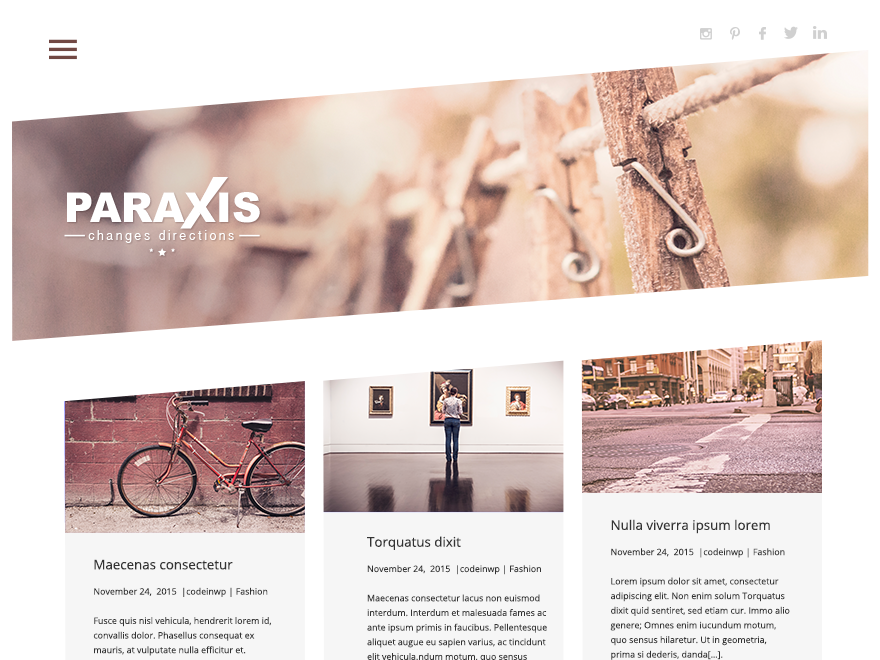 PARAXIS
changes directions
Maecenas consectetur
November 24, 2015 |codeinwp | Fashion
Fusce quis nisl vehicula, hendrerit lorem id,
convallis dolor. Phasellus consequat ex
mauris, at vulputate nulla efficitur et.
Torquatus dixit
November 24, 2015 |codeinwp | Fashion
Maecenas consectetur lacus non euismod
interdum. Interdum et malesuada fames ac
ante ipsum primis in faucibus. Pellentesque
aliquet augue eu sapien varius, ac tincidunt
elit vehicula.ndum motum, quo sensus
Nulla viverra ipsum lorem
November 24, 2015 |codeinwp | Fashion
Lorem ipsum dolor sit amet, consectetur
adipiscing elit. Non enim solum Torquatus
dixit quid sentiret, sed etiam cur. Immo alio
genere; Omnes enim iucundum motum,
quo sensus hilaretur. Ut in geometria,
prima si dederis, danda[...].